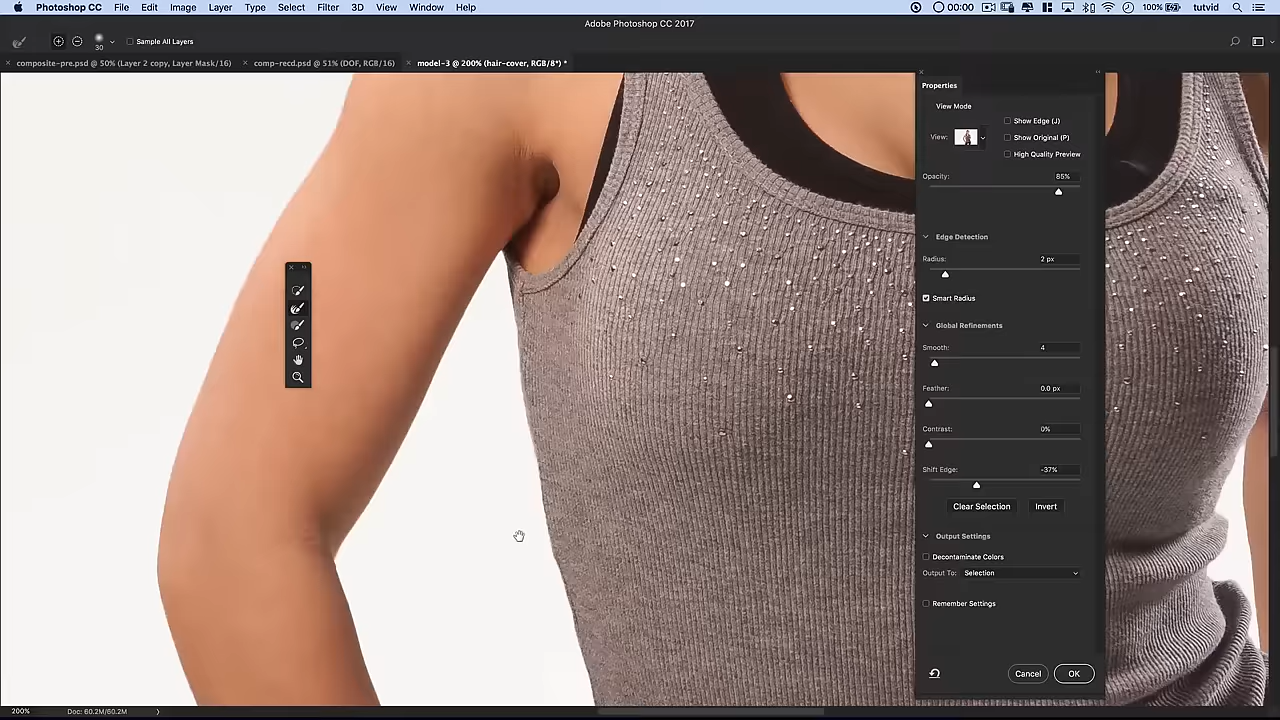 Photoshop CC File Edit Image Layer Type Select Filter 3D View Window Help 00:00 100% tutvid
Adobe Photoshop CC 2017
30 Sample All Layers
composite-pre.psd @ 50% (Layer 2 copy, Layer Mask/16) comp-recd.psd @ 51% (DOF, RGB/16) model-3 @ 200% (hair-cover, RGB/8*) *
Properties
View Mode
Show Edge (J)
View:
Show Original (P)
High Quality Preview
Opacity: 85%
Edge Detection
Radius: 2 px
Smart Radius
Global Refinements
Smooth: 4
Feather: 0.0 px
Contrast: 0%
Shift Edge: -37%
Clear Selection Invert
Output Settings
Decontaminate Colors
Output To: Selection
Remember Settings
Cancel OK
200% Doc: 60.2M/60.2M